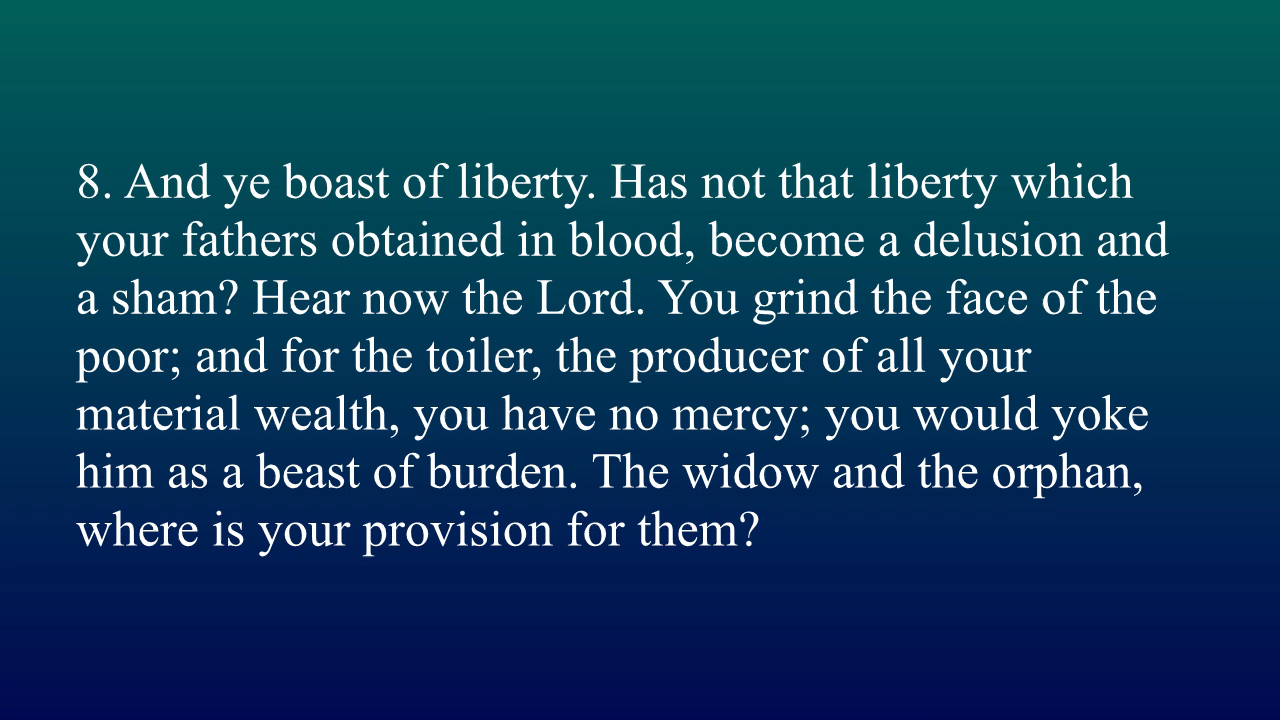 8. And ye boast of liberty. Has not that liberty which
your fathers obtained in blood, become a delusion and
a sham? Hear now the Lord. You grind the face of the
poor; and for the toiler, the producer of all your
material wealth, you have no mercy; you would yoke
him as a beast of burden. The widow and the orphan,
where is your provision for them?